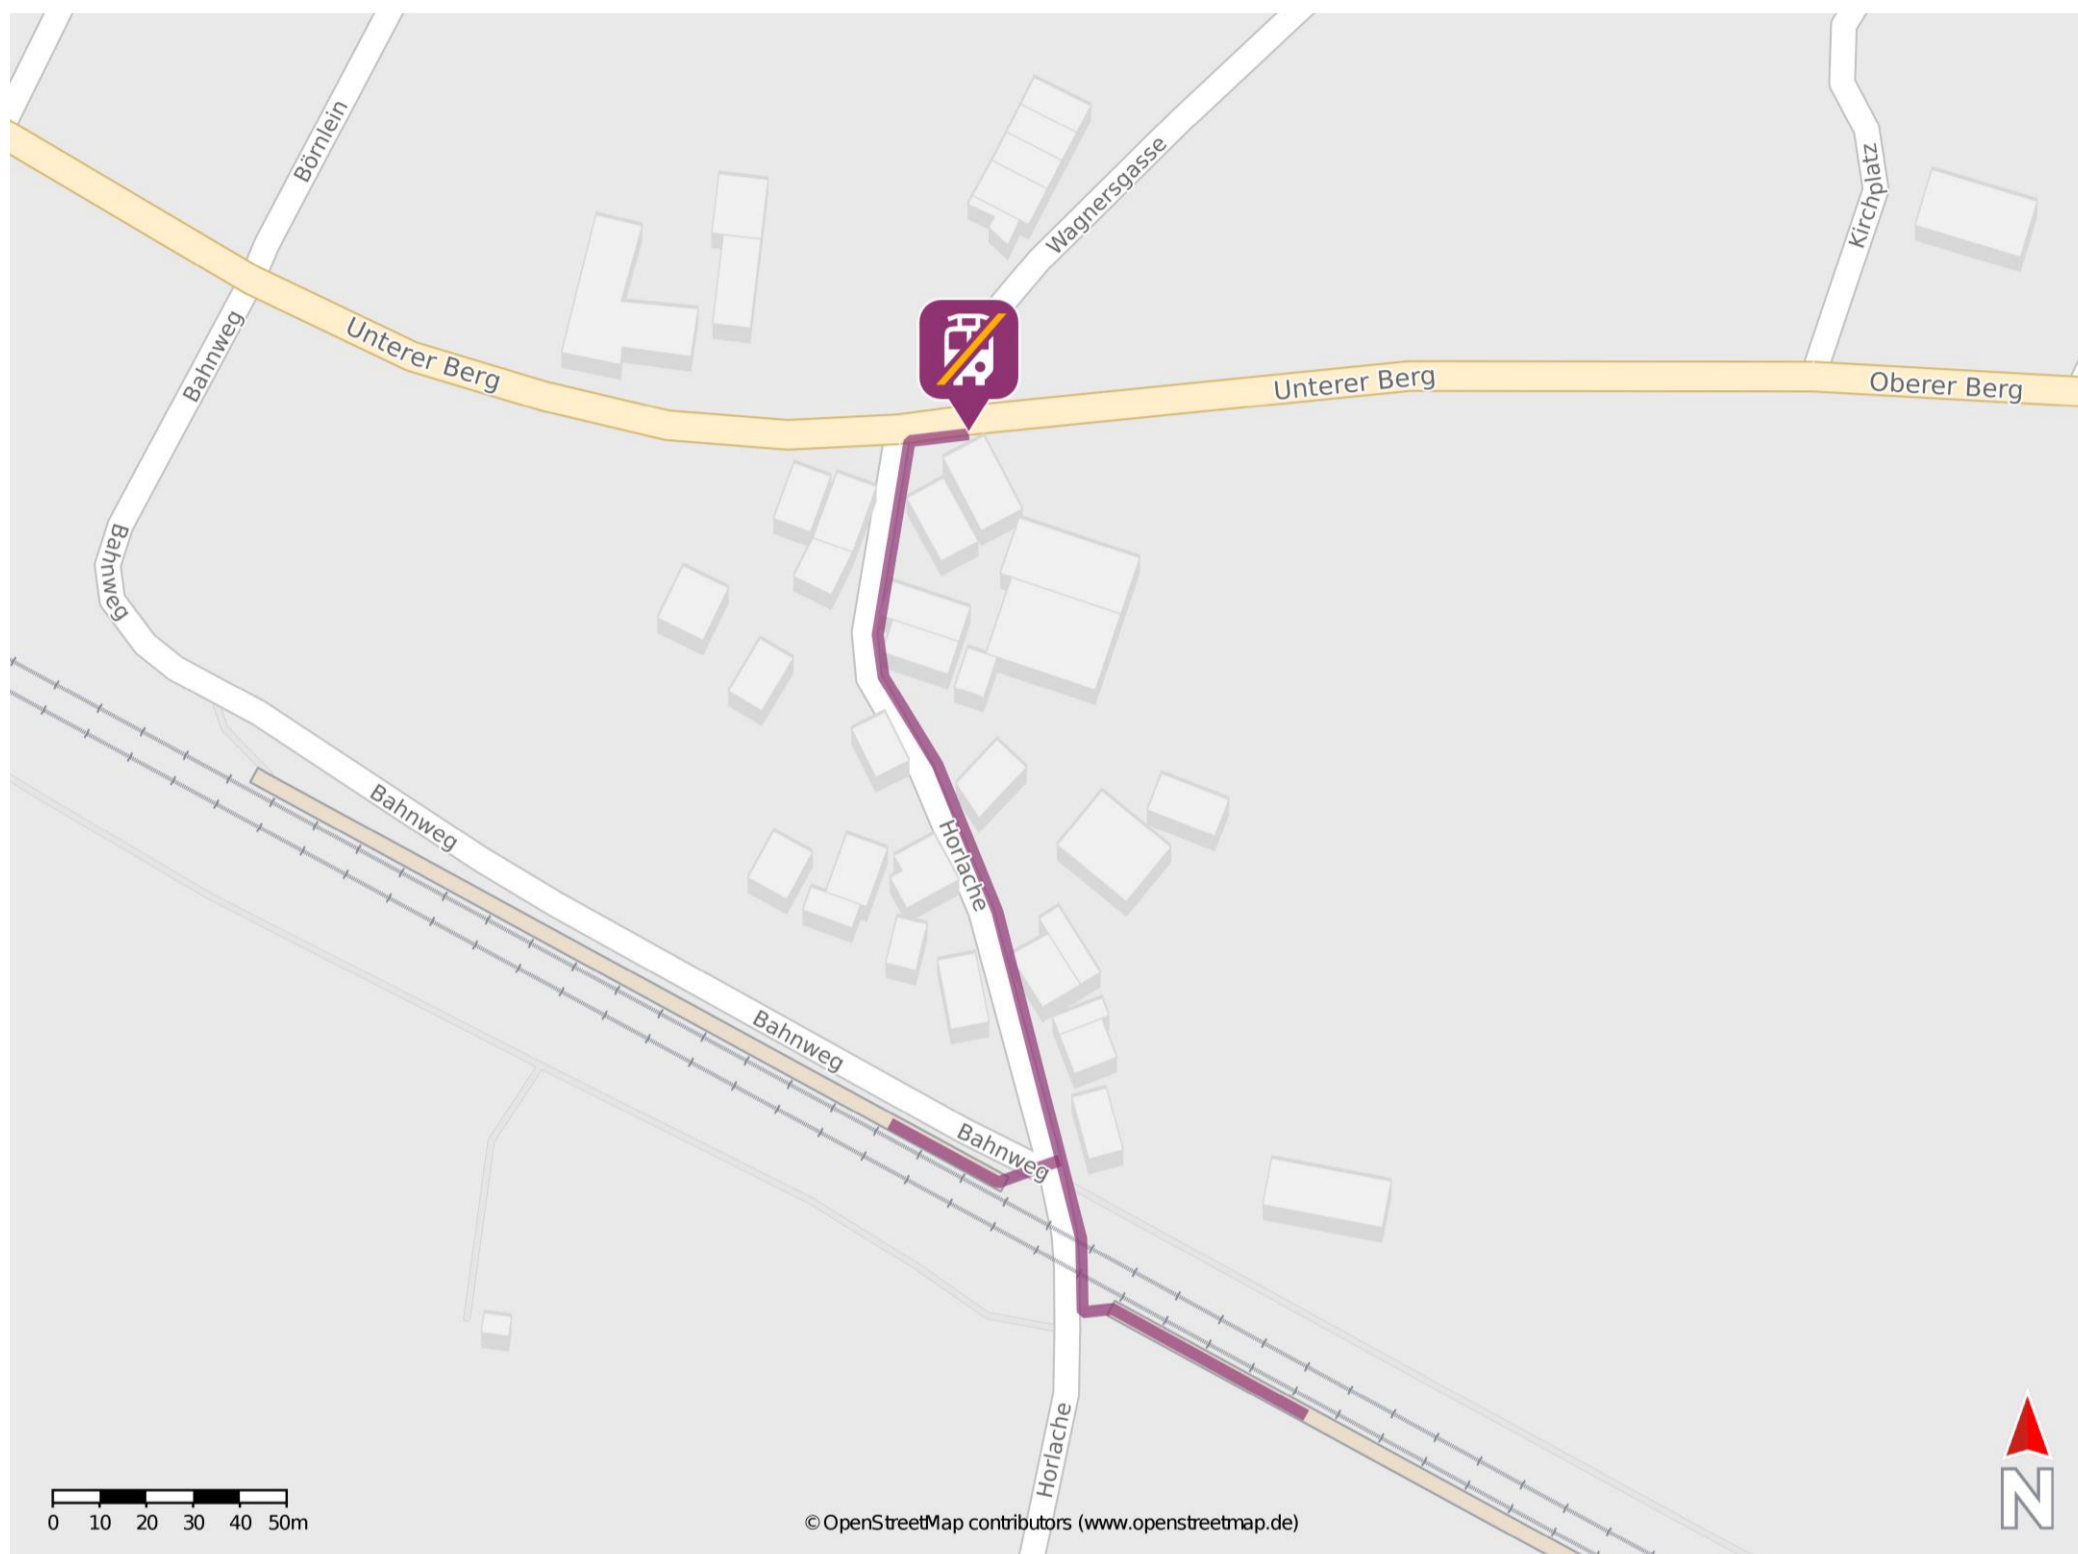 Börnlein
Wagnersgasse
Kirchplatz
Bahnweg
Unterer Berg
Unterer Berg
Oberer Berg
Bahnweg
Bahnweg
Horlache
Bahnweg
Bahnweg
Horlache
N
0 10 20 30 40 50m
© OpenStreetMap contributors (www.openstreetmap.de)